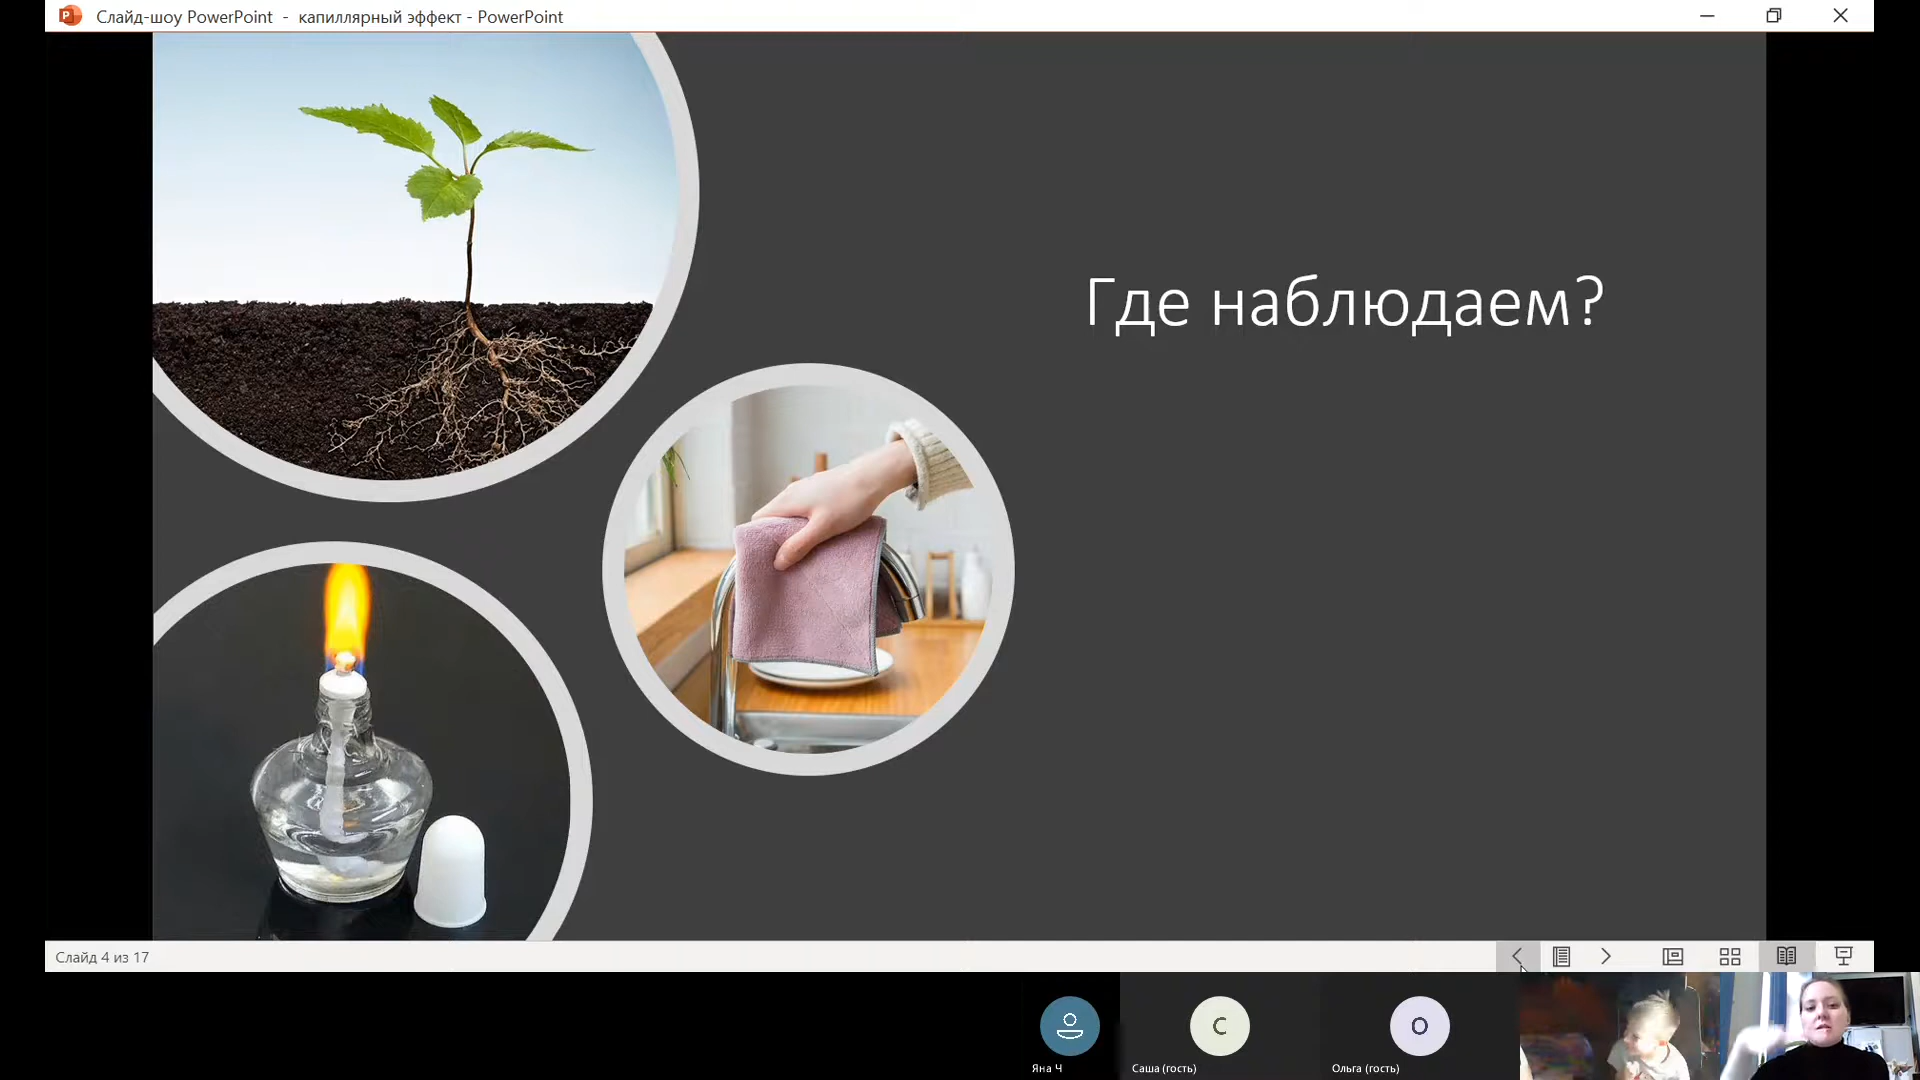 Слайд-шоу PowerPoint - капиллярный эффект - PowerPoint
Где наблюдаем?
Слайд 4 из 17
С
О
Яна Ч
Саша (гость)
Ольга (гость)